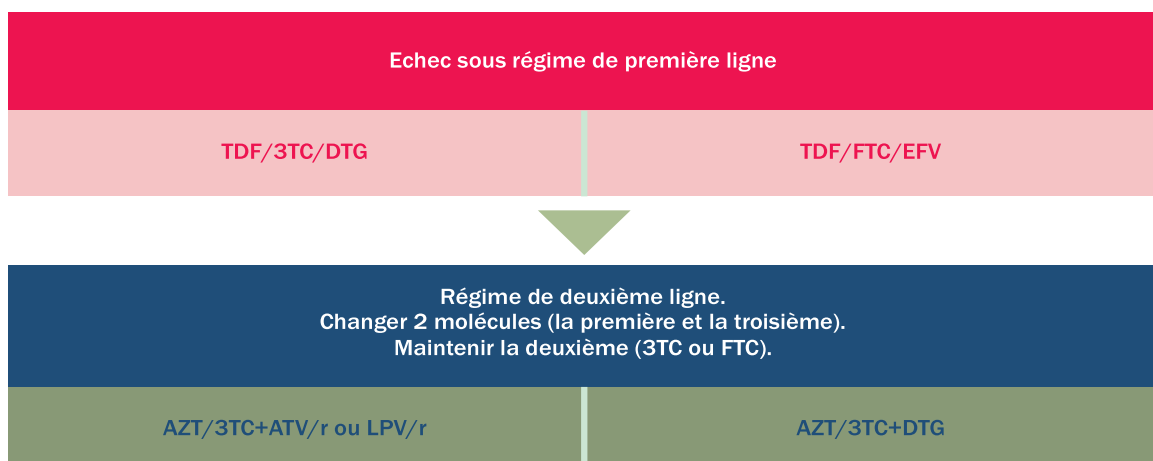 Echec sous régime de première ligne
TDF/3TC/DTG
TDF/FTC/EFV
Régime de deuxième ligne.
Changer 2 molécules (la première et la troisième).
Maintenir la deuxième (3TC ou FTC).
AZT/3TC+ATV/r ou LPV/r
AZT/3TC+DTG